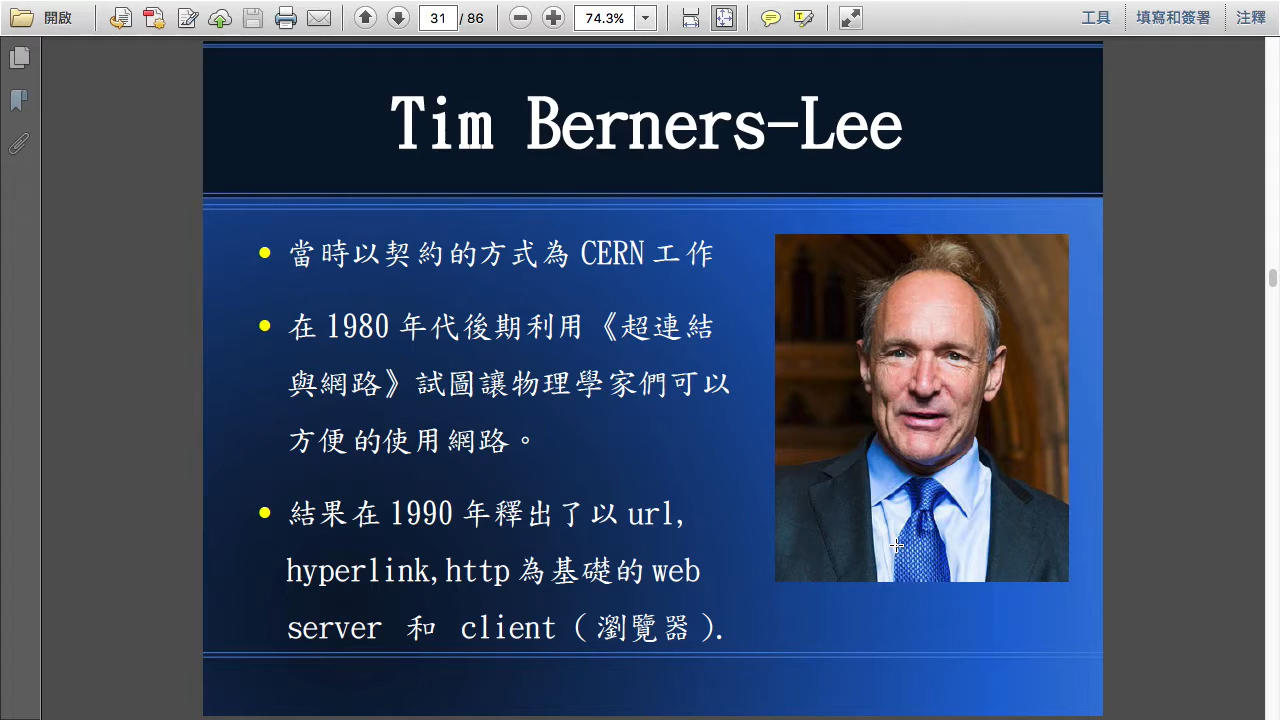 開啟
31 / 86
74.3%
工具
填寫和簽署
注釋
Tim Berners-Lee
當時以契約的方式為 CERN 工作
在 1980 年代後期利用《超連結
與網路》試圖讓物理學家們可以
方便的使用網路。
結果在 1990 年釋出了以 url,
hyperlink,http 為基礎的 web
server 和 client (瀏覽器).